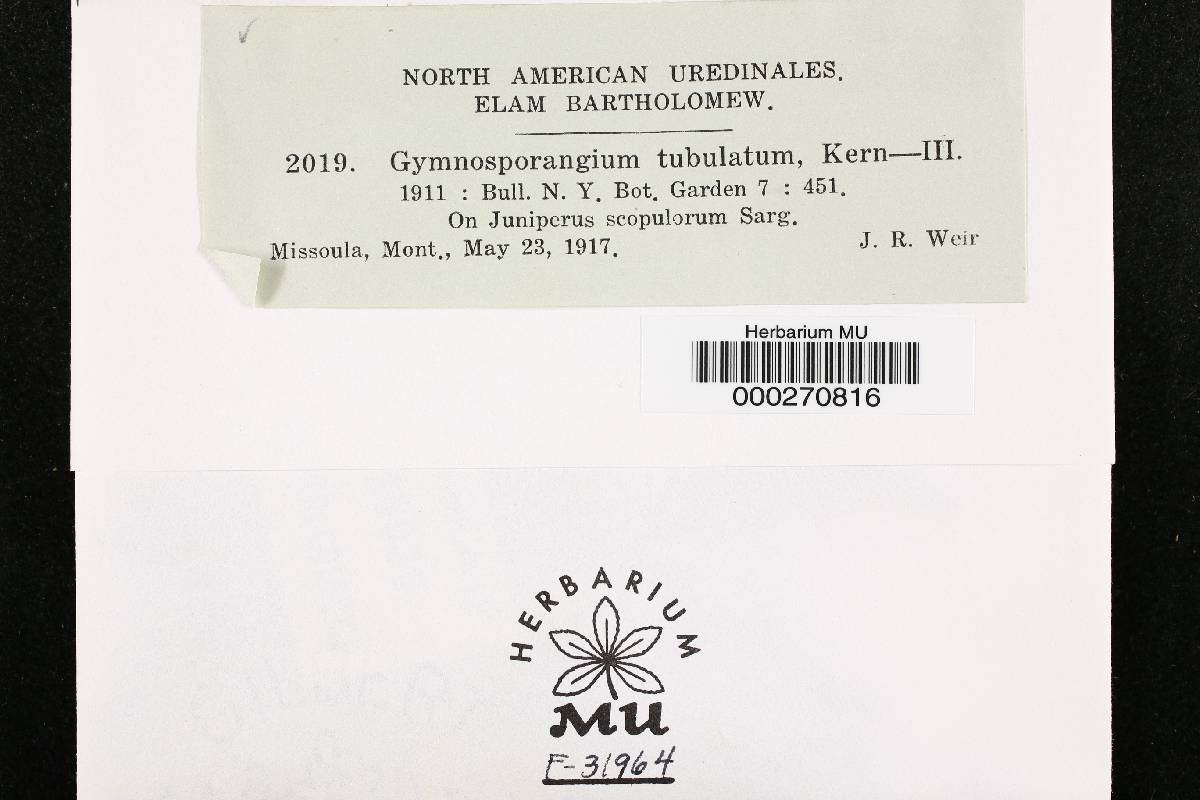 NORTH AMERICAN UREDINALES.
ELAM BARTHOLOMEW.
2019. Gymnosporangium tubulatum, Kern—III.
1911 : Bull. N. Y. Bot. Garden 7 : 451.
On Juniperus scopulorum Sarg.
Missoula, Mont., May 23, 1917. J. R. Weir
Herbarium MU
000270816
HERBARIUM
MU
F-31964